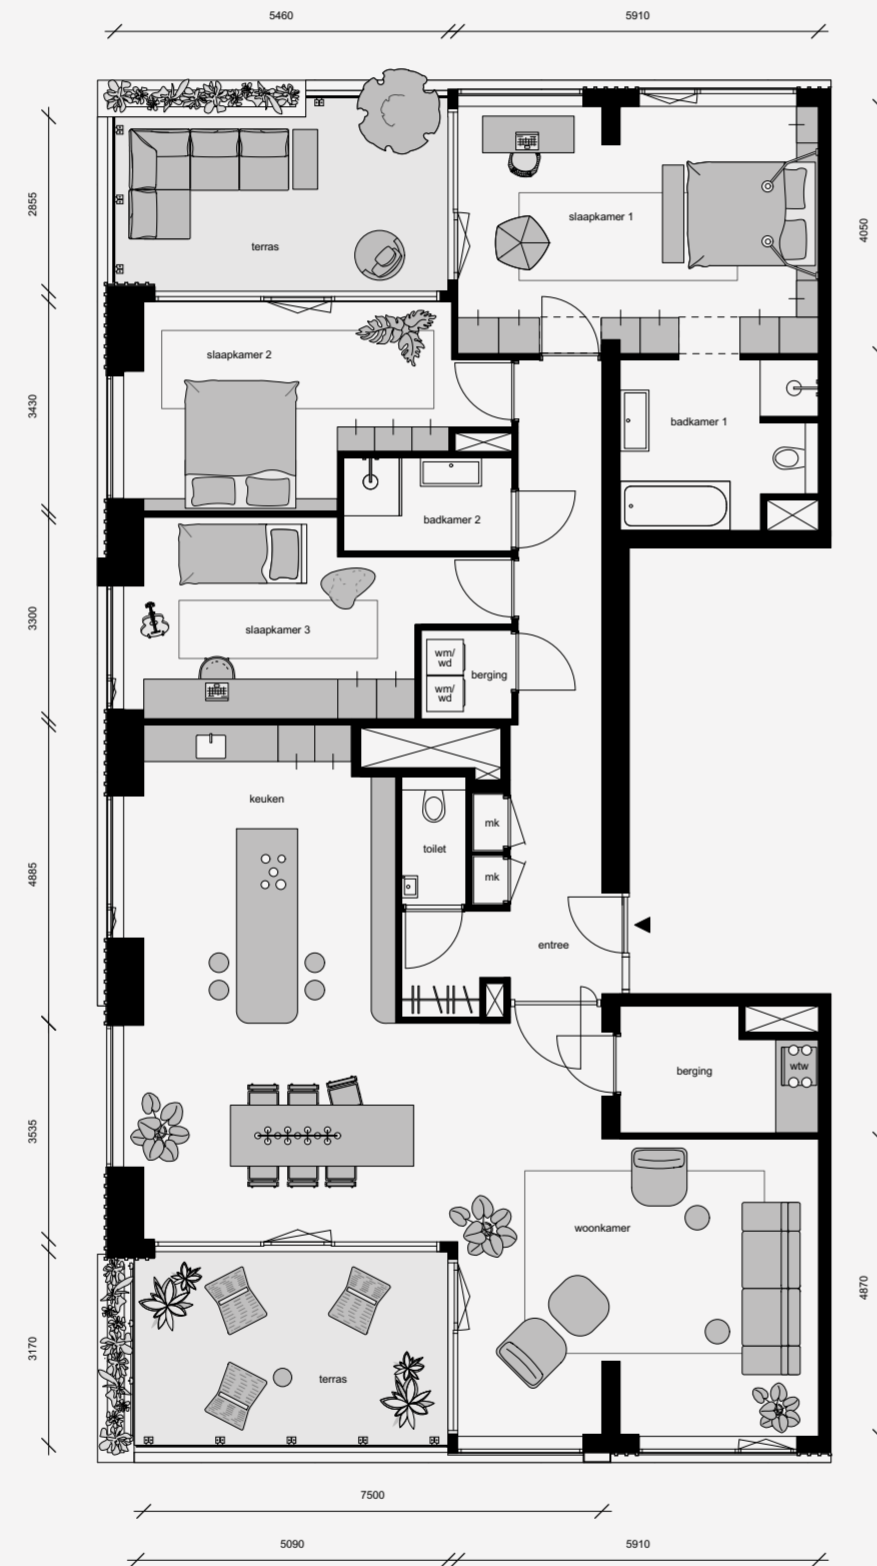 5460
5910
2855
4050
terras
slaapkamer 1
slaapkamer 2
3430
badkamer 1
badkamer 2
3300
slaapkamer 3
wm/
wd
berging
wm/
wd
keuken
mk
toilet
mk
4885
entree
berging
wtw
3535
woonkamer
4870
3170
terras
7500
5090
5910